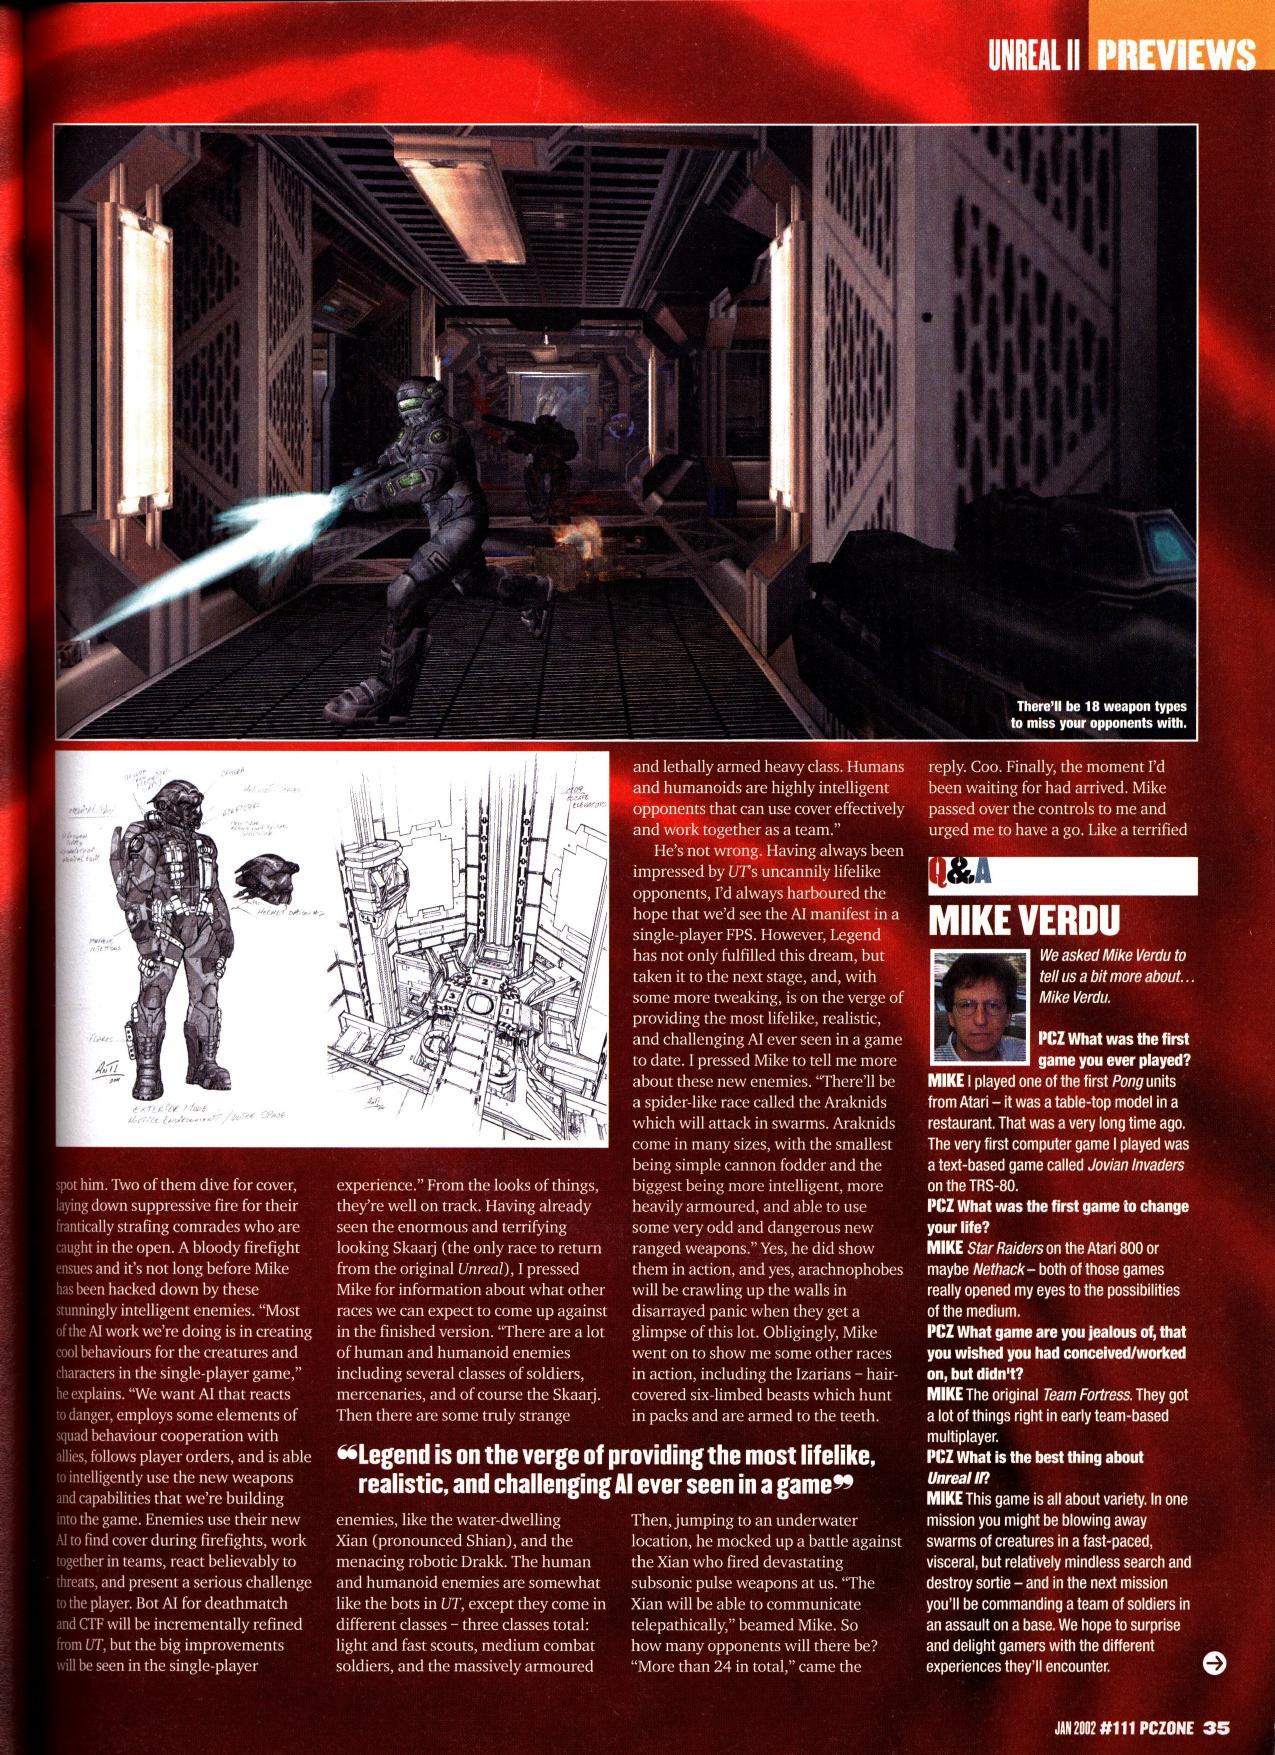 UNREAL II PREVIEWS
There'll be 18 weapon types
to miss your opponents with.
HELMET DESIGN #2
FLARES
ANTI
EXTERIOR MODE
HOSTILE ENVIRONMENT / OUTER SPACE
spot him. Two of them dive for cover,
laying down suppressive fire for their
frantically strafing comrades who are
caught in the open. A bloody firefight
ensues and it's not long before Mike
has been hacked down by these
stunningly intelligent enemies. “Most
of the AI work we're doing is in creating
cool behaviours for the creatures and
characters in the single-player game,”
he explains. “We want AI that reacts
to danger, employs some elements of
squad behaviour cooperation with
allies, follows player orders, and is able
to intelligently use the new weapons
and capabilities that we're building
into the game. Enemies use their new
AI to find cover during firefights, work
together in teams, react believably to
threats, and present a serious challenge
to the player. Bot AI for deathmatch
and CTF will be incrementally refined
from UT, but the big improvements
will be seen in the single-player
experience.” From the looks of things,
they're well on track. Having already
seen the enormous and terrifying
looking Skaarj (the only race to return
from the original Unreal), I pressed
Mike for information about what other
races we can expect to come up against
in the finished version. “There are a lot
of human and humanoid enemies
including several classes of soldiers,
mercenaries, and of course the Skaarj.
Then there are some truly strange
“Legend is on the verge of providing the most lifelike,
realistic, and challenging AI ever seen in a game”
enemies, like the water-dwelling
Xian (pronounced Shian), and the
menacing robotic Drakk. The human
and humanoid enemies are somewhat
like the bots in UT, except they come in
different classes – three classes total:
light and fast scouts, medium combat
soldiers, and the massively armoured
and lethally armed heavy class. Humans
and humanoids are highly intelligent
opponents that can use cover effectively
and work together as a team.”
He's not wrong. Having always been
impressed by UT's uncannily lifelike
opponents, I'd always harboured the
hope that we'd see the AI manifest in a
single-player FPS. However, Legend
has not only fulfilled this dream, but
taken it to the next stage, and, with
some more tweaking, is on the verge of
providing the most lifelike, realistic,
and challenging AI ever seen in a game
to date. I pressed Mike to tell me more
about these new enemies. “There'll be
a spider-like race called the Araknids
which will attack in swarms. Araknids
come in many sizes, with the smallest
being simple cannon fodder and the
biggest being more intelligent, more
heavily armoured, and able to use
some very odd and dangerous new
ranged weapons.” Yes, he did show
them in action, and yes, arachnophobes
will be crawling up the walls in
disarrayed panic when they get a
glimpse of this lot. Obligingly, Mike
went on to show me some other races
in action, including the Izarians – hair-
covered six-limbed beasts which hunt
in packs and are armed to the teeth.
Then, jumping to an underwater
location, he mocked up a battle against
the Xian who fired devastating
subsonic pulse weapons at us. “The
Xian will be able to communicate
telepathically,” beamed Mike. So
how many opponents will there be?
“More than 24 in total,” came the
reply. Coo. Finally, the moment I'd
been waiting for had arrived. Mike
passed over the controls to me and
urged me to have a go. Like a terrified
Q&A
MIKE VERDU
We asked Mike Verdu to
tell us a bit more about...
Mike Verdu.
PCZ What was the first
game you ever played?
MIKE I played one of the first Pong units
from Atari – it was a table-top model in a
restaurant. That was a very long time ago.
The very first computer game I played was
a text-based game called Jovian Invaders
on the TRS-80.
PCZ What was the first game to change
your life?
MIKE Star Raiders on the Atari 800 or
maybe Nethack – both of those games
really opened my eyes to the possibilities
of the medium.
PCZ What game are you jealous of, that
you wished you had conceived/worked
on, but didn't?
MIKE The original Team Fortress. They got
a lot of things right in early team-based
multiplayer.
PCZ What is the best thing about
Unreal II?
MIKE This game is all about variety. In one
mission you might be blowing away
swarms of creatures in a fast-paced,
visceral, but relatively mindless search and
destroy sortie – and in the next mission
you'll be commanding a team of soldiers in
an assault on a base. We hope to surprise
and delight gamers with the different
experiences they'll encounter.
JAN 2002 #111 PCZONE 35